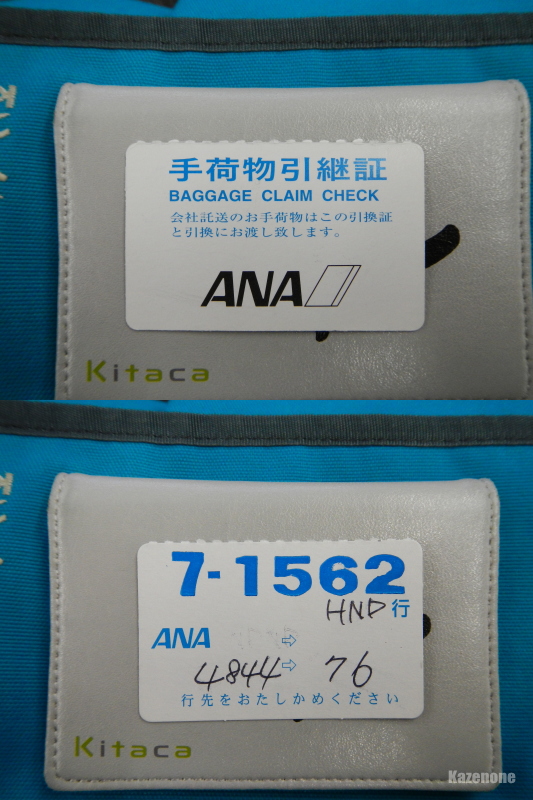 手荷物引継証
BAGGAGE CLAIM CHECK
会社託送のお手荷物はこの引換証
と引換にお渡し致します。
ANA
Kitaca
7-1562
HND 行
ANA ⇨
4844 ⇨ 76
行先をおたしかめください
Kitaca
Kazenone